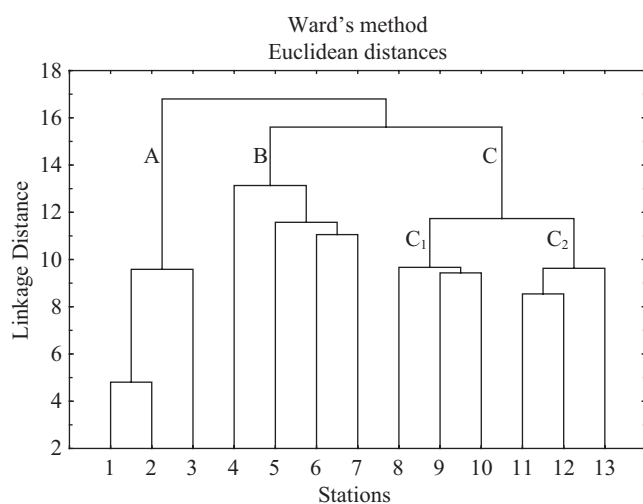 Ward’s method
Euclidean distances
18
16
14
12
10
8
6
4
2
Linkage Distance
A
B
C
C₁
C₂
1 2 3 4 5 6 7 8 9 10 11 12 13
Stations